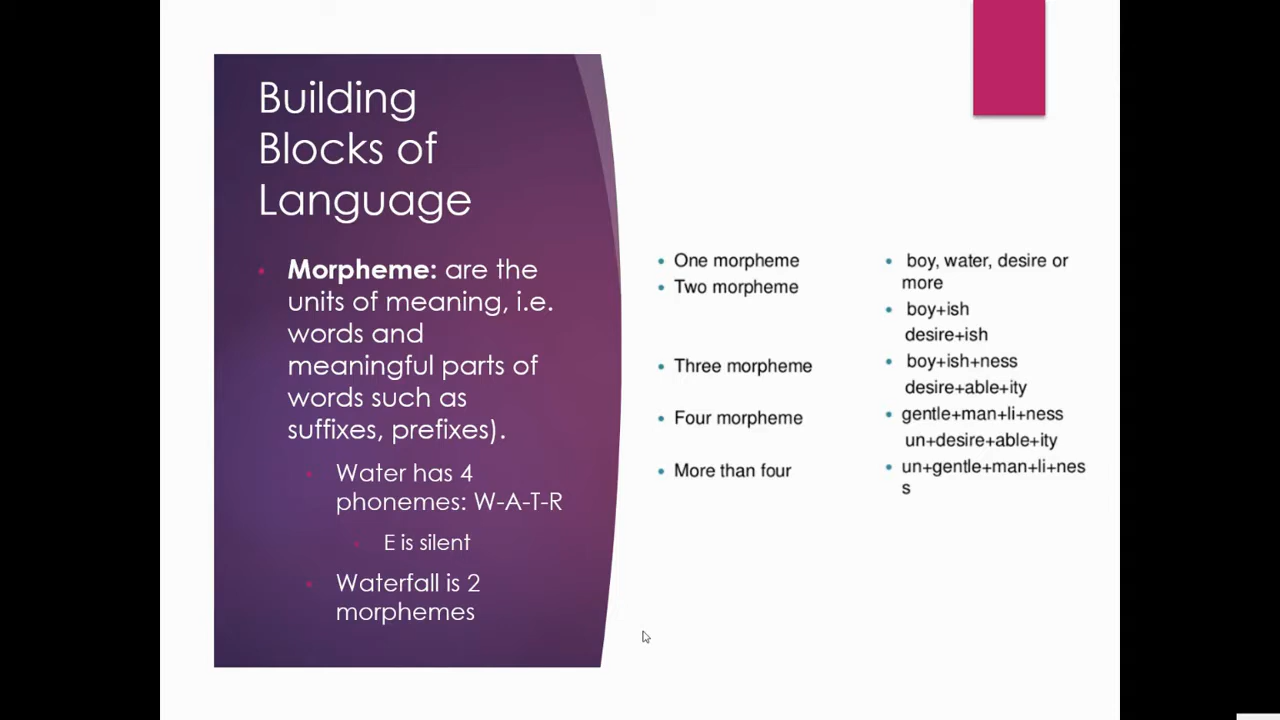 Building
Blocks of
Language
• Morpheme: are the
units of meaning, i.e.
words and
meaningful parts of
words such as
suffixes, prefixes).
• Water has 4
phonemes: W-A-T-R
• E is silent
• Waterfall is 2
morphemes
• One morpheme
• Two morpheme
• Three morpheme
• Four morpheme
• More than four
• boy, water, desire or
more
• boy+ish
desire+ish
• boy+ish+ness
desire+able+ity
• gentle+man+li+ness
un+desire+able+ity
• un+gentle+man+li+nes
s